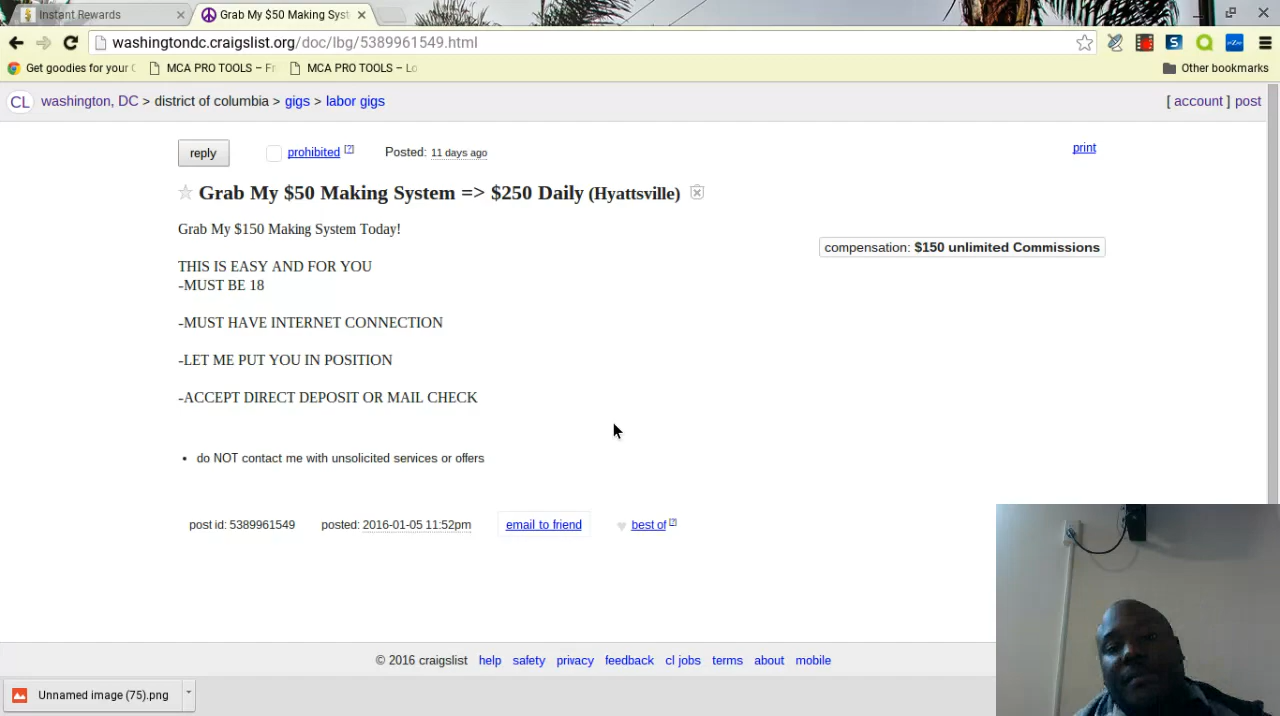 Instant Rewards
Grab My $50 Making Syst
washingtondc.craigslist.org/doc/lbg/5389961549.html
Get goodies for your
MCA PRO TOOLS – Fr
MCA PRO TOOLS – Lo
Other bookmarks
CL washington, DC > district of columbia > gigs > labor gigs
[ account ] post
reply
prohibited [?]
Posted: 11 days ago
print
Grab My $50 Making System => $250 Daily (Hyattsville)
Grab My $150 Making System Today!
compensation: $150 unlimited Commissions
THIS IS EASY AND FOR YOU
-MUST BE 18
-MUST HAVE INTERNET CONNECTION
-LET ME PUT YOU IN POSITION
-ACCEPT DIRECT DEPOSIT OR MAIL CHECK
• do NOT contact me with unsolicited services or offers
post id: 5389961549
posted: 2016-01-05 11:52pm
email to friend
best of [?]
© 2016 craigslist help safety privacy feedback cl jobs terms about mobile
Unnamed image (75).png